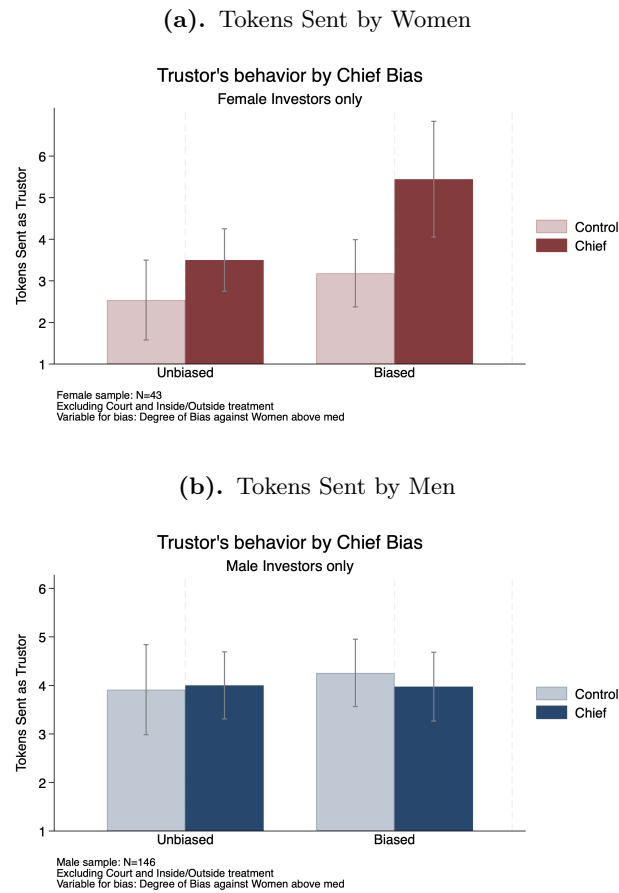 (a). Tokens Sent by Women
Trustor's behavior by Chief Bias
Female Investors only
Tokens Sent as Trustor
6
5
4
3
2
1
Unbiased
Biased
Control
Chief
Female sample: N=43
Excluding Court and Inside/Outside treatment
Variable for bias: Degree of Bias against Women above med
(b). Tokens Sent by Men
Trustor's behavior by Chief Bias
Male Investors only
Tokens Sent as Trustor
6
5
4
3
2
1
Unbiased
Biased
Control
Chief
Male sample: N=146
Excluding Court and Inside/Outside treatment
Variable for bias: Degree of Bias against Women above med